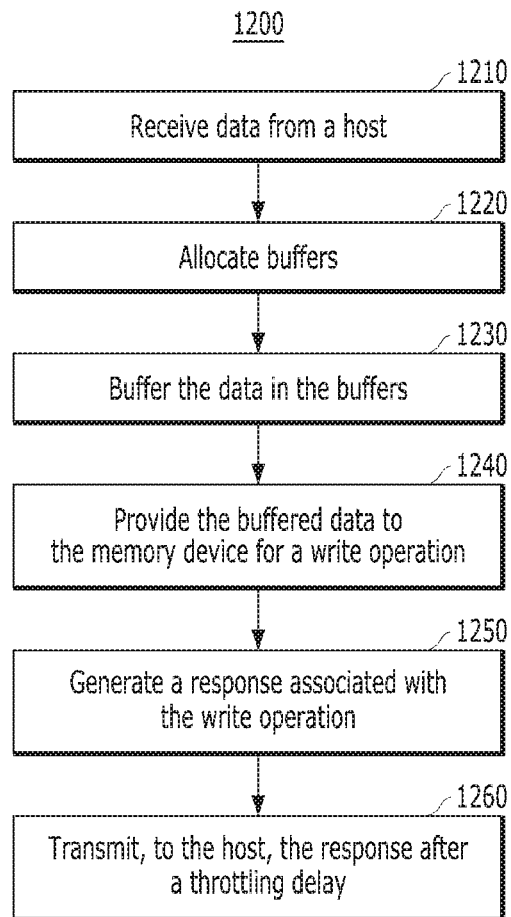 1200
1210
Receive data from a host
1220
Allocate buffers
1230
Buffer the data in the buffers
1240
Provide the buffered data to
the memory device for a write operation
1250
Generate a response associated with
the write operation
1260
Transmit, to the host, the response after
a throttling delay